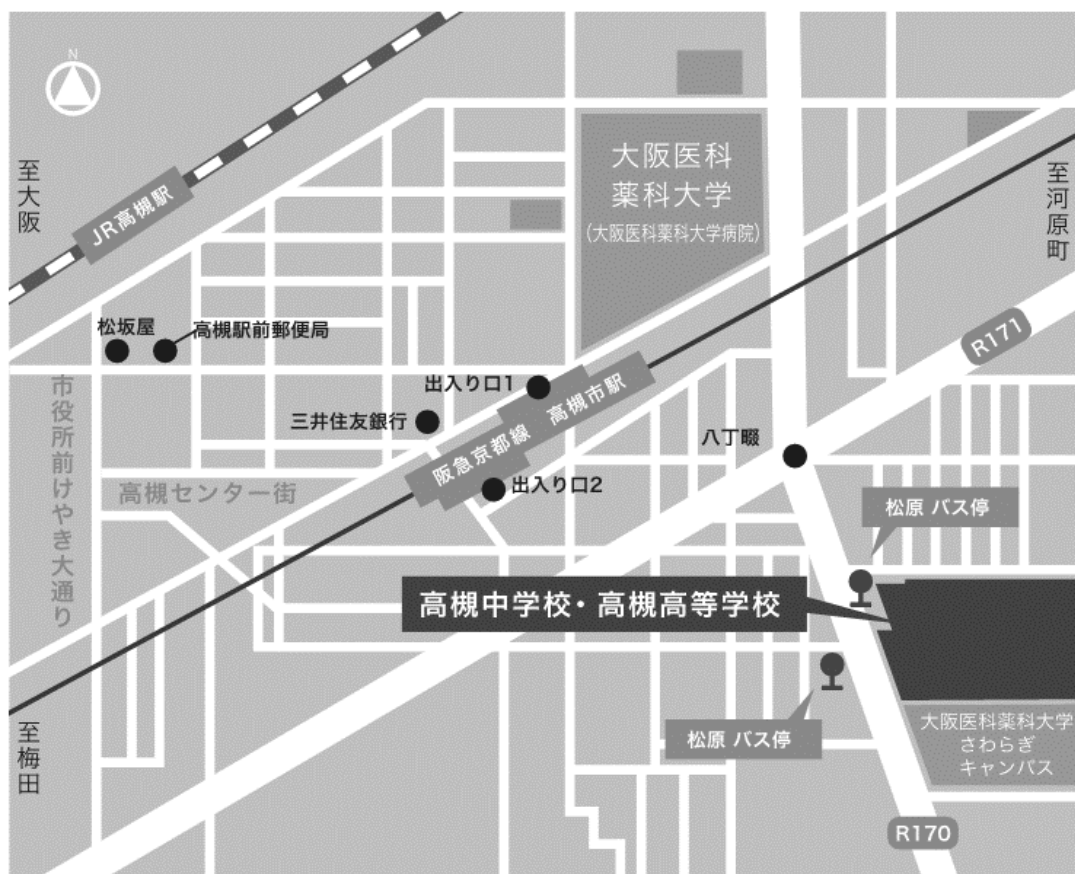 N
至大阪
JR高槻駅
大阪医科
薬科大学
(大阪医科薬科大学病院)
至河原町
R171
松坂屋
高槻駅前郵便局
出入り口1
三井住友銀行
阪急京都線 高槻市駅
出入り口2
八丁畷
市役所前けやき大通り
高槻センター街
松原 バス停
高槻中学校・高槻高等学校
松原 バス停
大阪医科薬科大学
さわらぎ
キャンパス
至梅田
R170